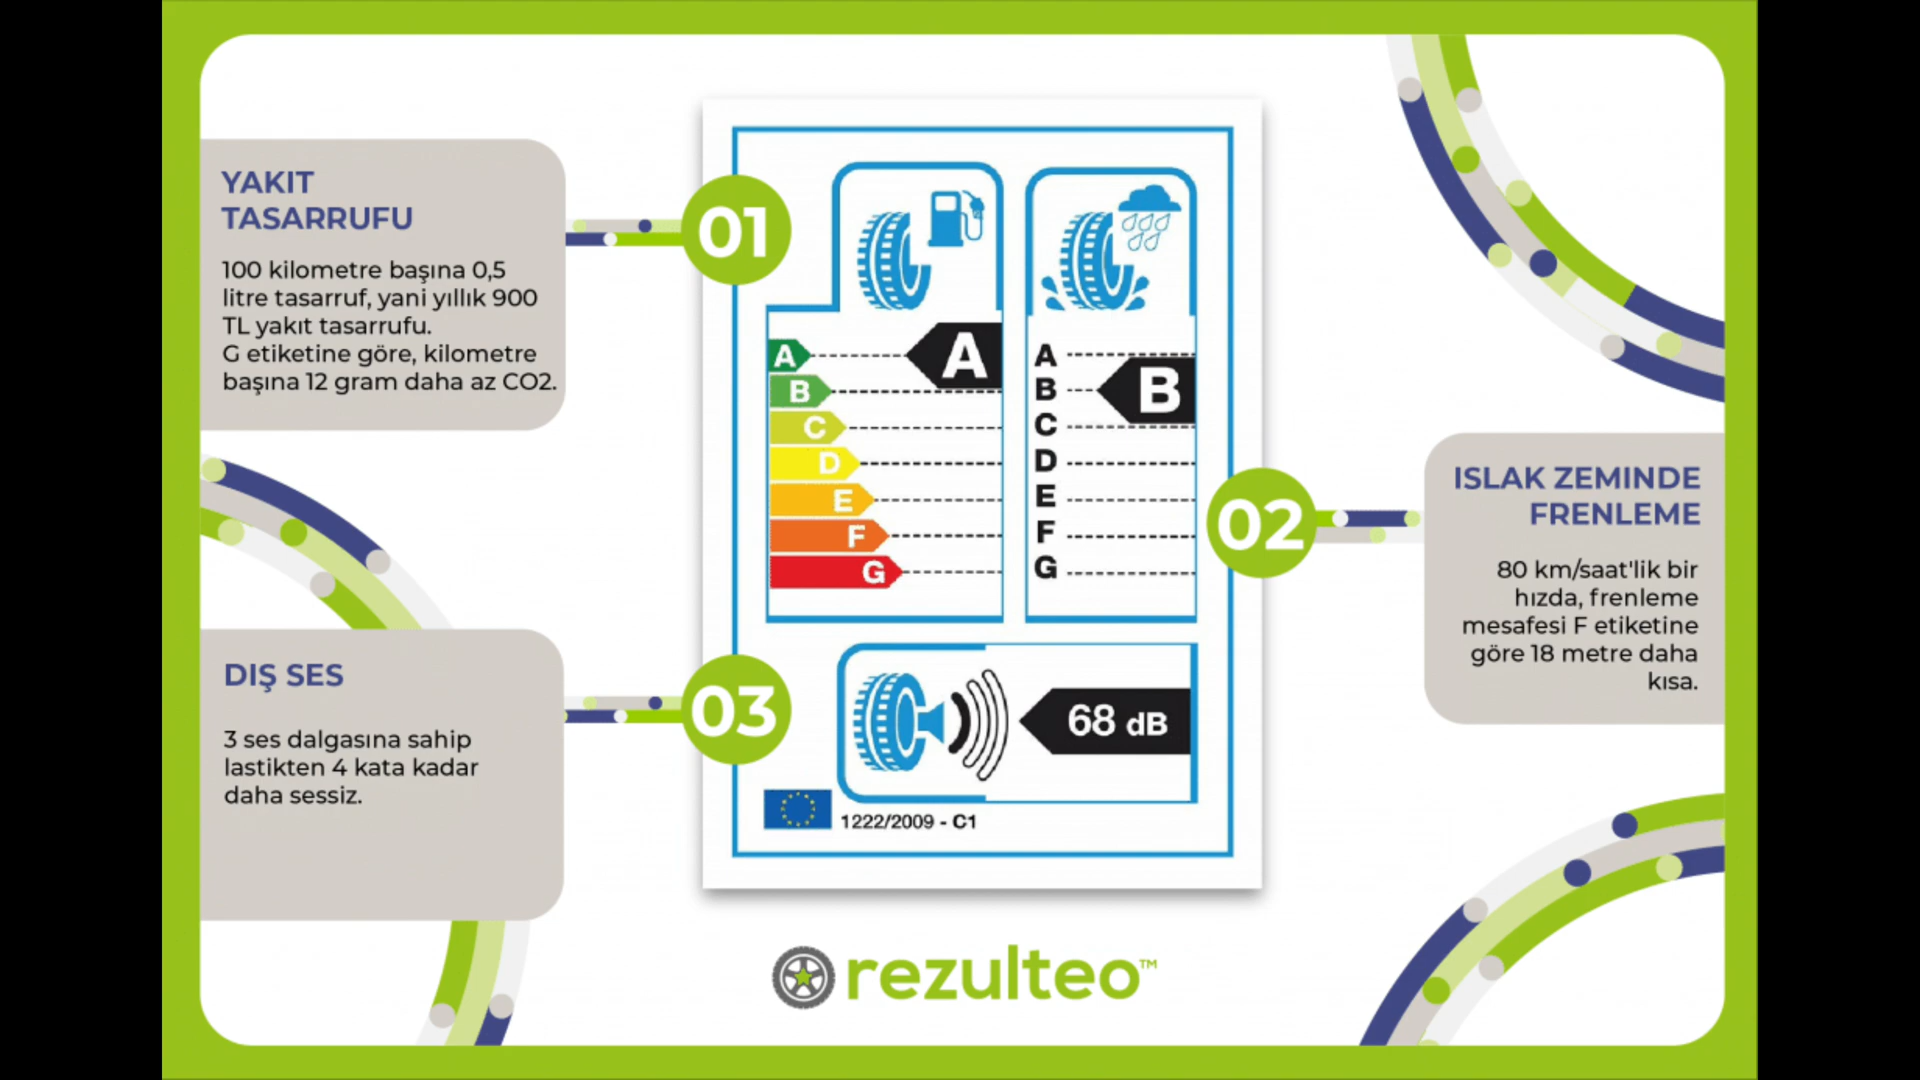 YAKIT
TASARRUFU
100 kilometre başına 0,5
litre tasarruf, yani yıllık 900
TL yakıt tasarrufu.
G etiketine göre, kilometre
başına 12 gram daha az CO2.
01
A
B
C
D
E
F
G
A
A
B
C
D
E
F
G
B
02
ISLAK ZEMINDE
FRENLEME
80 km/saat'lik bir
hızda, frenleme
mesafesi F etiketine
göre 18 metre daha
kısa.
DIŞ SES
3 ses dalgasına sahip
lastikten 4 kata kadar
daha sessiz.
03
68 dB
1222/2009 - C1
rezulteo™